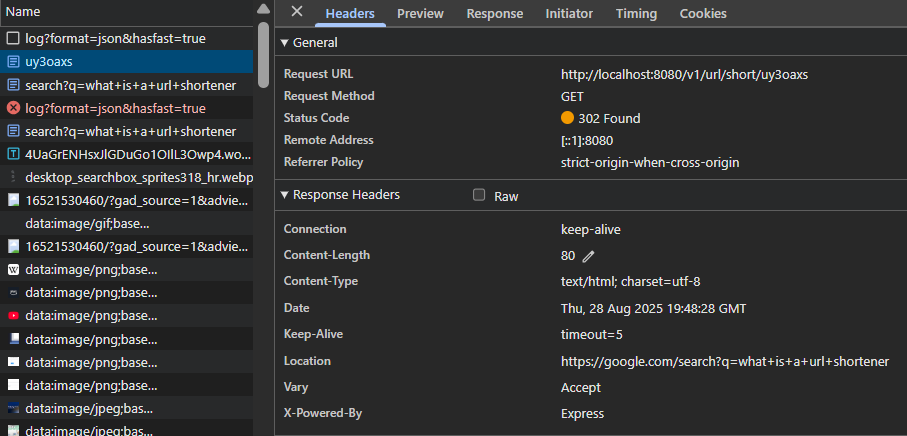 Name
log?format=json&hasfast=true
uy3oaxs
search?q=what+is+a+url+shortener
log?format=json&hasfast=true
search?q=what+is+a+url+shortener
4UaGrENHsxJlGDuGo1OIlL3Owp4.wo...
desktop_searchbox_sprites318_hr.webp
16521530460/?gad_source=1&advie...
data:image/gif;base...
16521530460/?gad_source=1&advie...
data:image/png;base...
data:image/png;base...
data:image/png;base...
data:image/png;base...
data:image/png;base...
data:image/png;base...
data:image/jpeg;bas...
data:image/jpeg;bas...
Headers Preview Response Initiator Timing Cookies
General
Request URL http://localhost:8080/v1/url/short/uy3oaxs
Request Method GET
Status Code 302 Found
Remote Address [::1]:8080
Referrer Policy strict-origin-when-cross-origin
Response Headers Raw
Connection keep-alive
Content-Length 80
Content-Type text/html; charset=utf-8
Date Thu, 28 Aug 2025 19:48:28 GMT
Keep-Alive timeout=5
Location https://google.com/search?q=what+is+a+url+shortener
Vary Accept
X-Powered-By Express